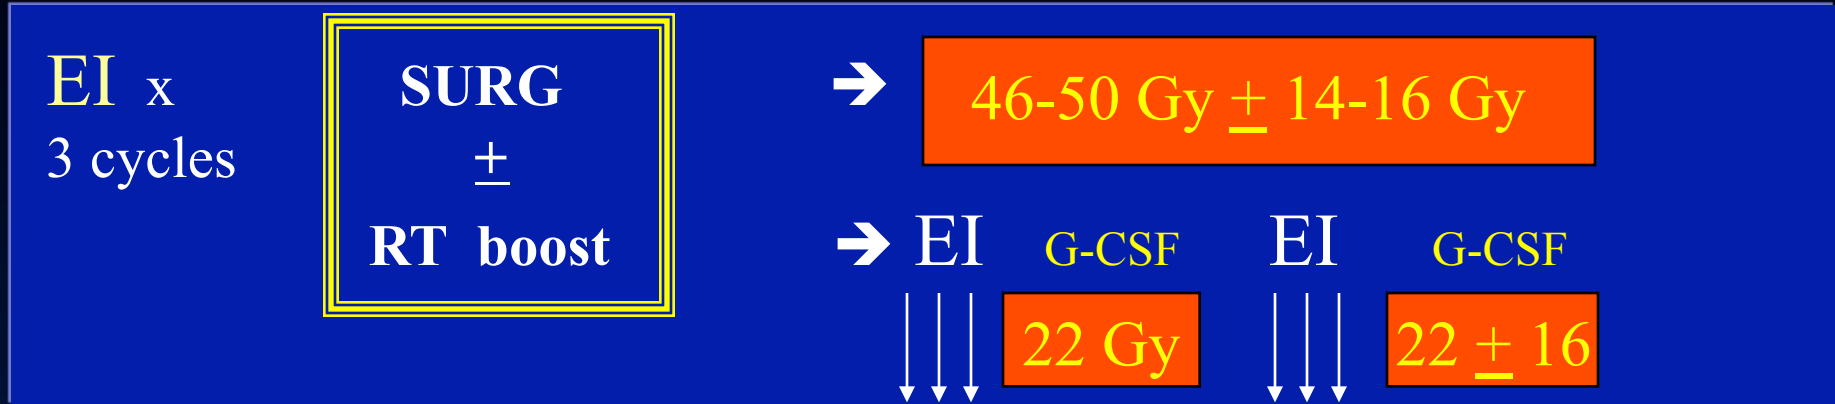 EI x
3 cycles
SURG
±
RT boost
➔ 46-50 Gy ± 14-16 Gy
➔ EI G-CSF EI G-CSF
22 Gy 22 ± 16